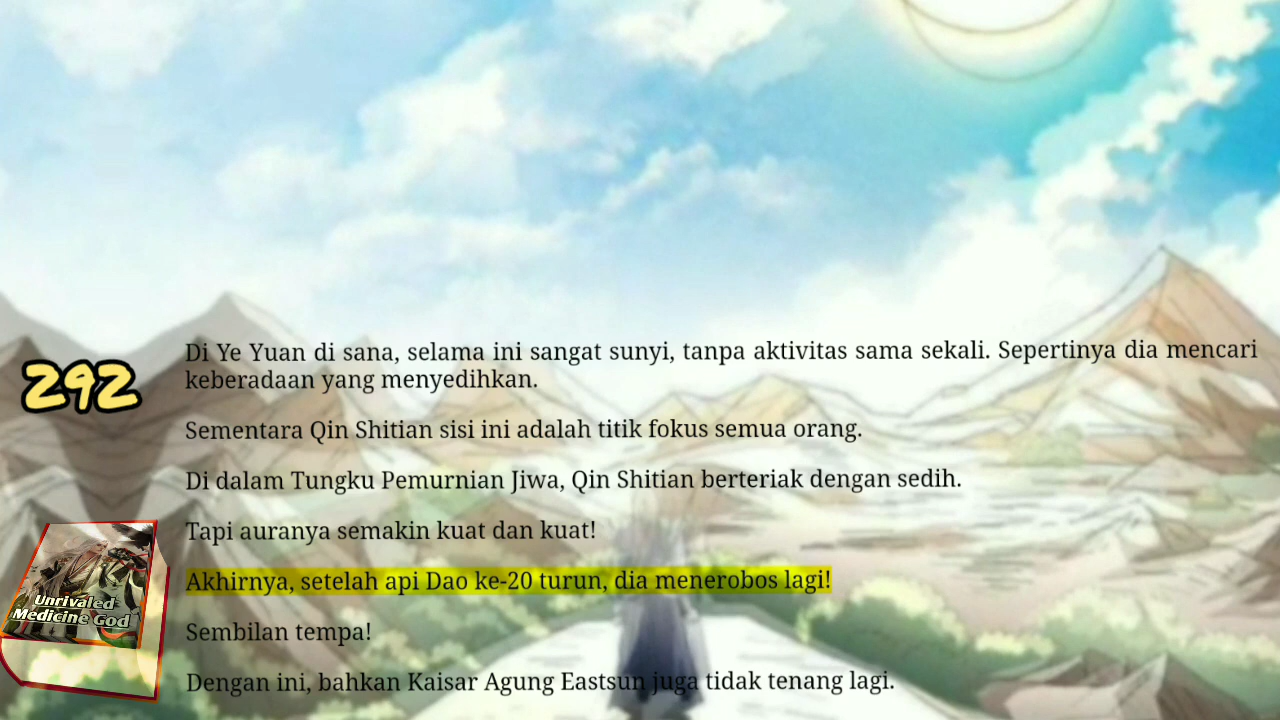 Di Ye Yuan di sana, selama ini sangat sunyi, tanpa aktivitas sama sekali. Sepertinya dia mencari
keberadaan yang menyedihkan.
292
Sementara Qin Shitian sisi ini adalah titik fokus semua orang.
Di dalam Tungku Pemurnian Jiwa, Qin Shitian berteriak dengan sedih.
Tapi auranya semakin kuat dan kuat!
Akhirnya, setelah api Dao ke-20 turun, dia menerobos lagi!
Unrivaled
Medicine God
Sembilan tempa!
Dengan ini, bahkan Kaisar Agung Eastsun juga tidak tenang lagi.